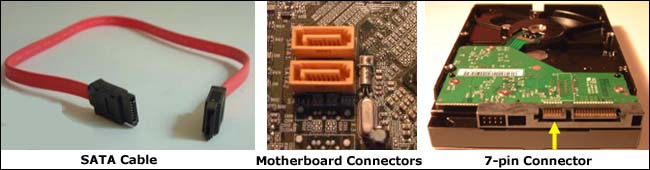 SATA Cable
Motherboard Connectors
7-pin Connector